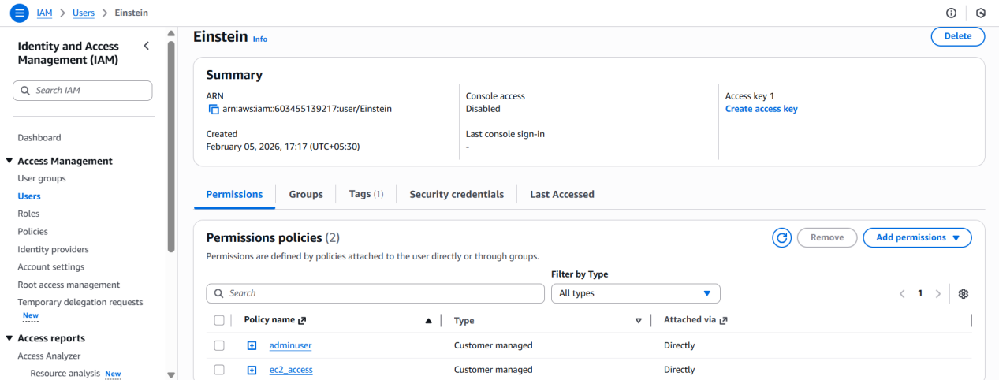 IAM > Users > Einstein
Identity and Access
Management (IAM)
Search IAM
Dashboard
Access Management
User groups
Users
Roles
Policies
Identity providers
Account settings
Root access management
Temporary delegation requests
New
Access reports
Access Analyzer
Resource analysis New
Einstein Info
Delete
Summary
ARN
arn:aws:iam::603455139217:user/Einstein
Created
February 05, 2026, 17:17 (UTC+05:30)
Console access
Disabled
Last console sign-in
-
Access key 1
Create access key
Permissions Groups Tags (1) Security credentials Last Accessed
Permissions policies (2)
Remove Add permissions
Permissions are defined by policies attached to the user directly or through groups.
Filter by Type
Search All types 1
Policy name Type Attached via
adminuser Customer managed Directly
ec2_access Customer managed Directly